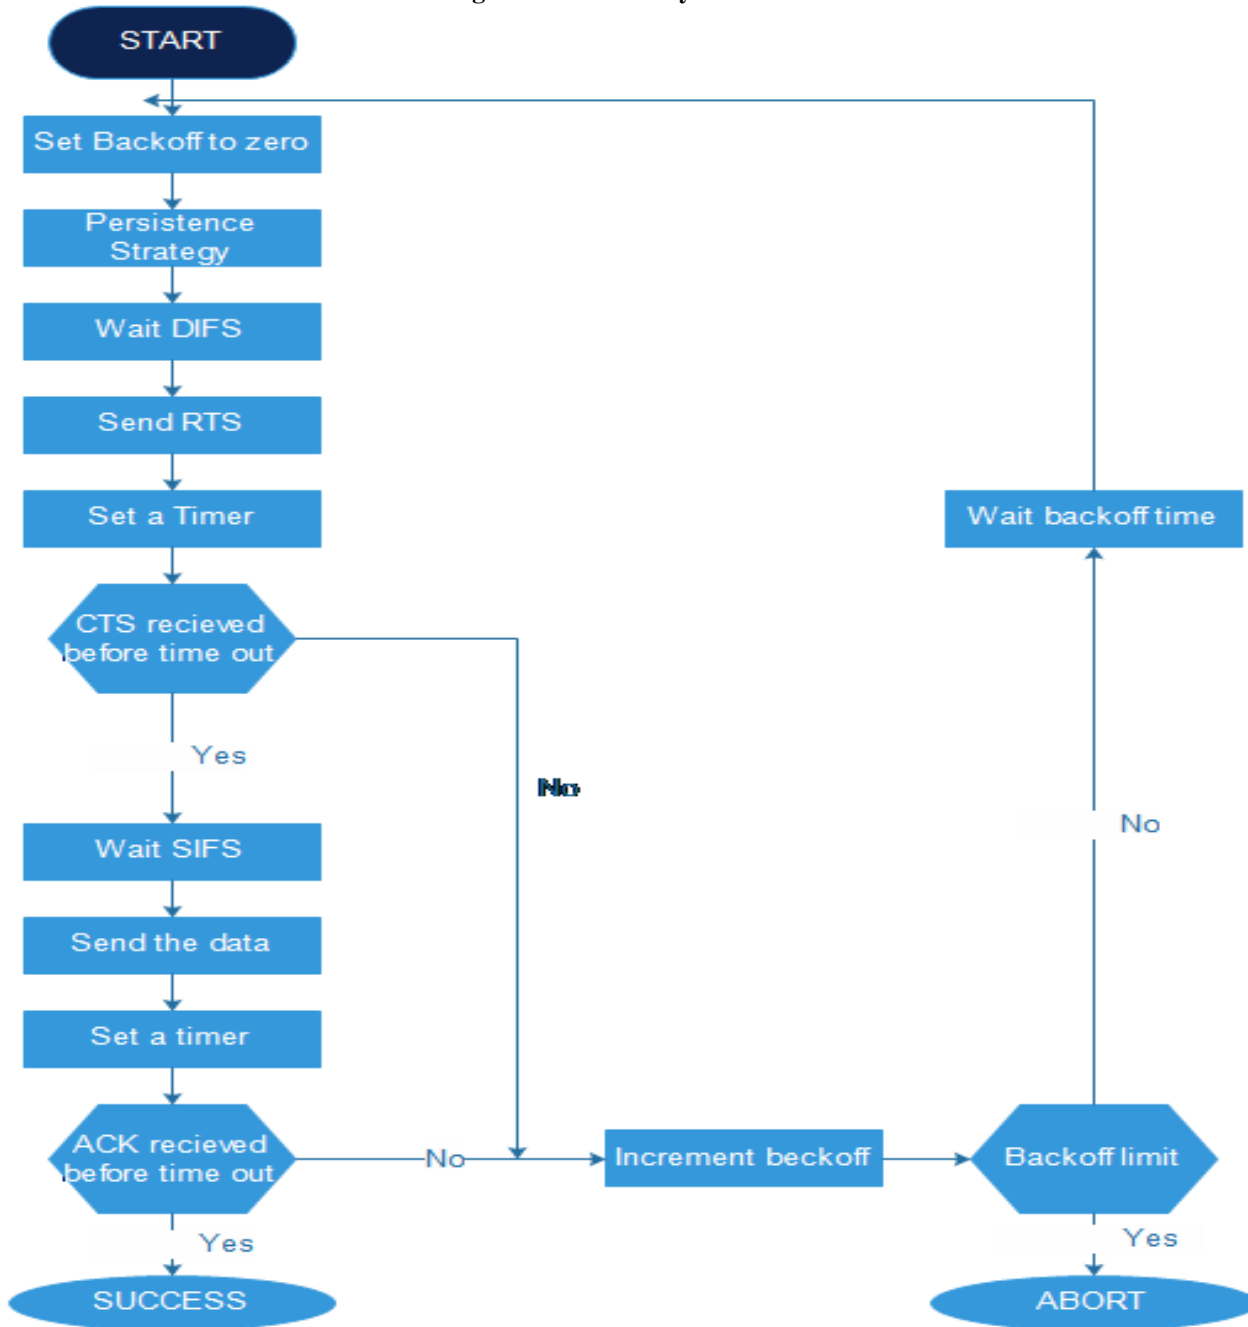 START
Set Backoff to zero
Persistence
Strategy
Wait DIFS
Send RTS
Set a Timer
Wait backoff time
CTS recieved
before time out
Yes
No
No
Wait SIFS
Send the data
Set a timer
ACK recieved
before time out
No
Increment beckoff
Backoff limit
Yes
Yes
SUCCESS
ABORT